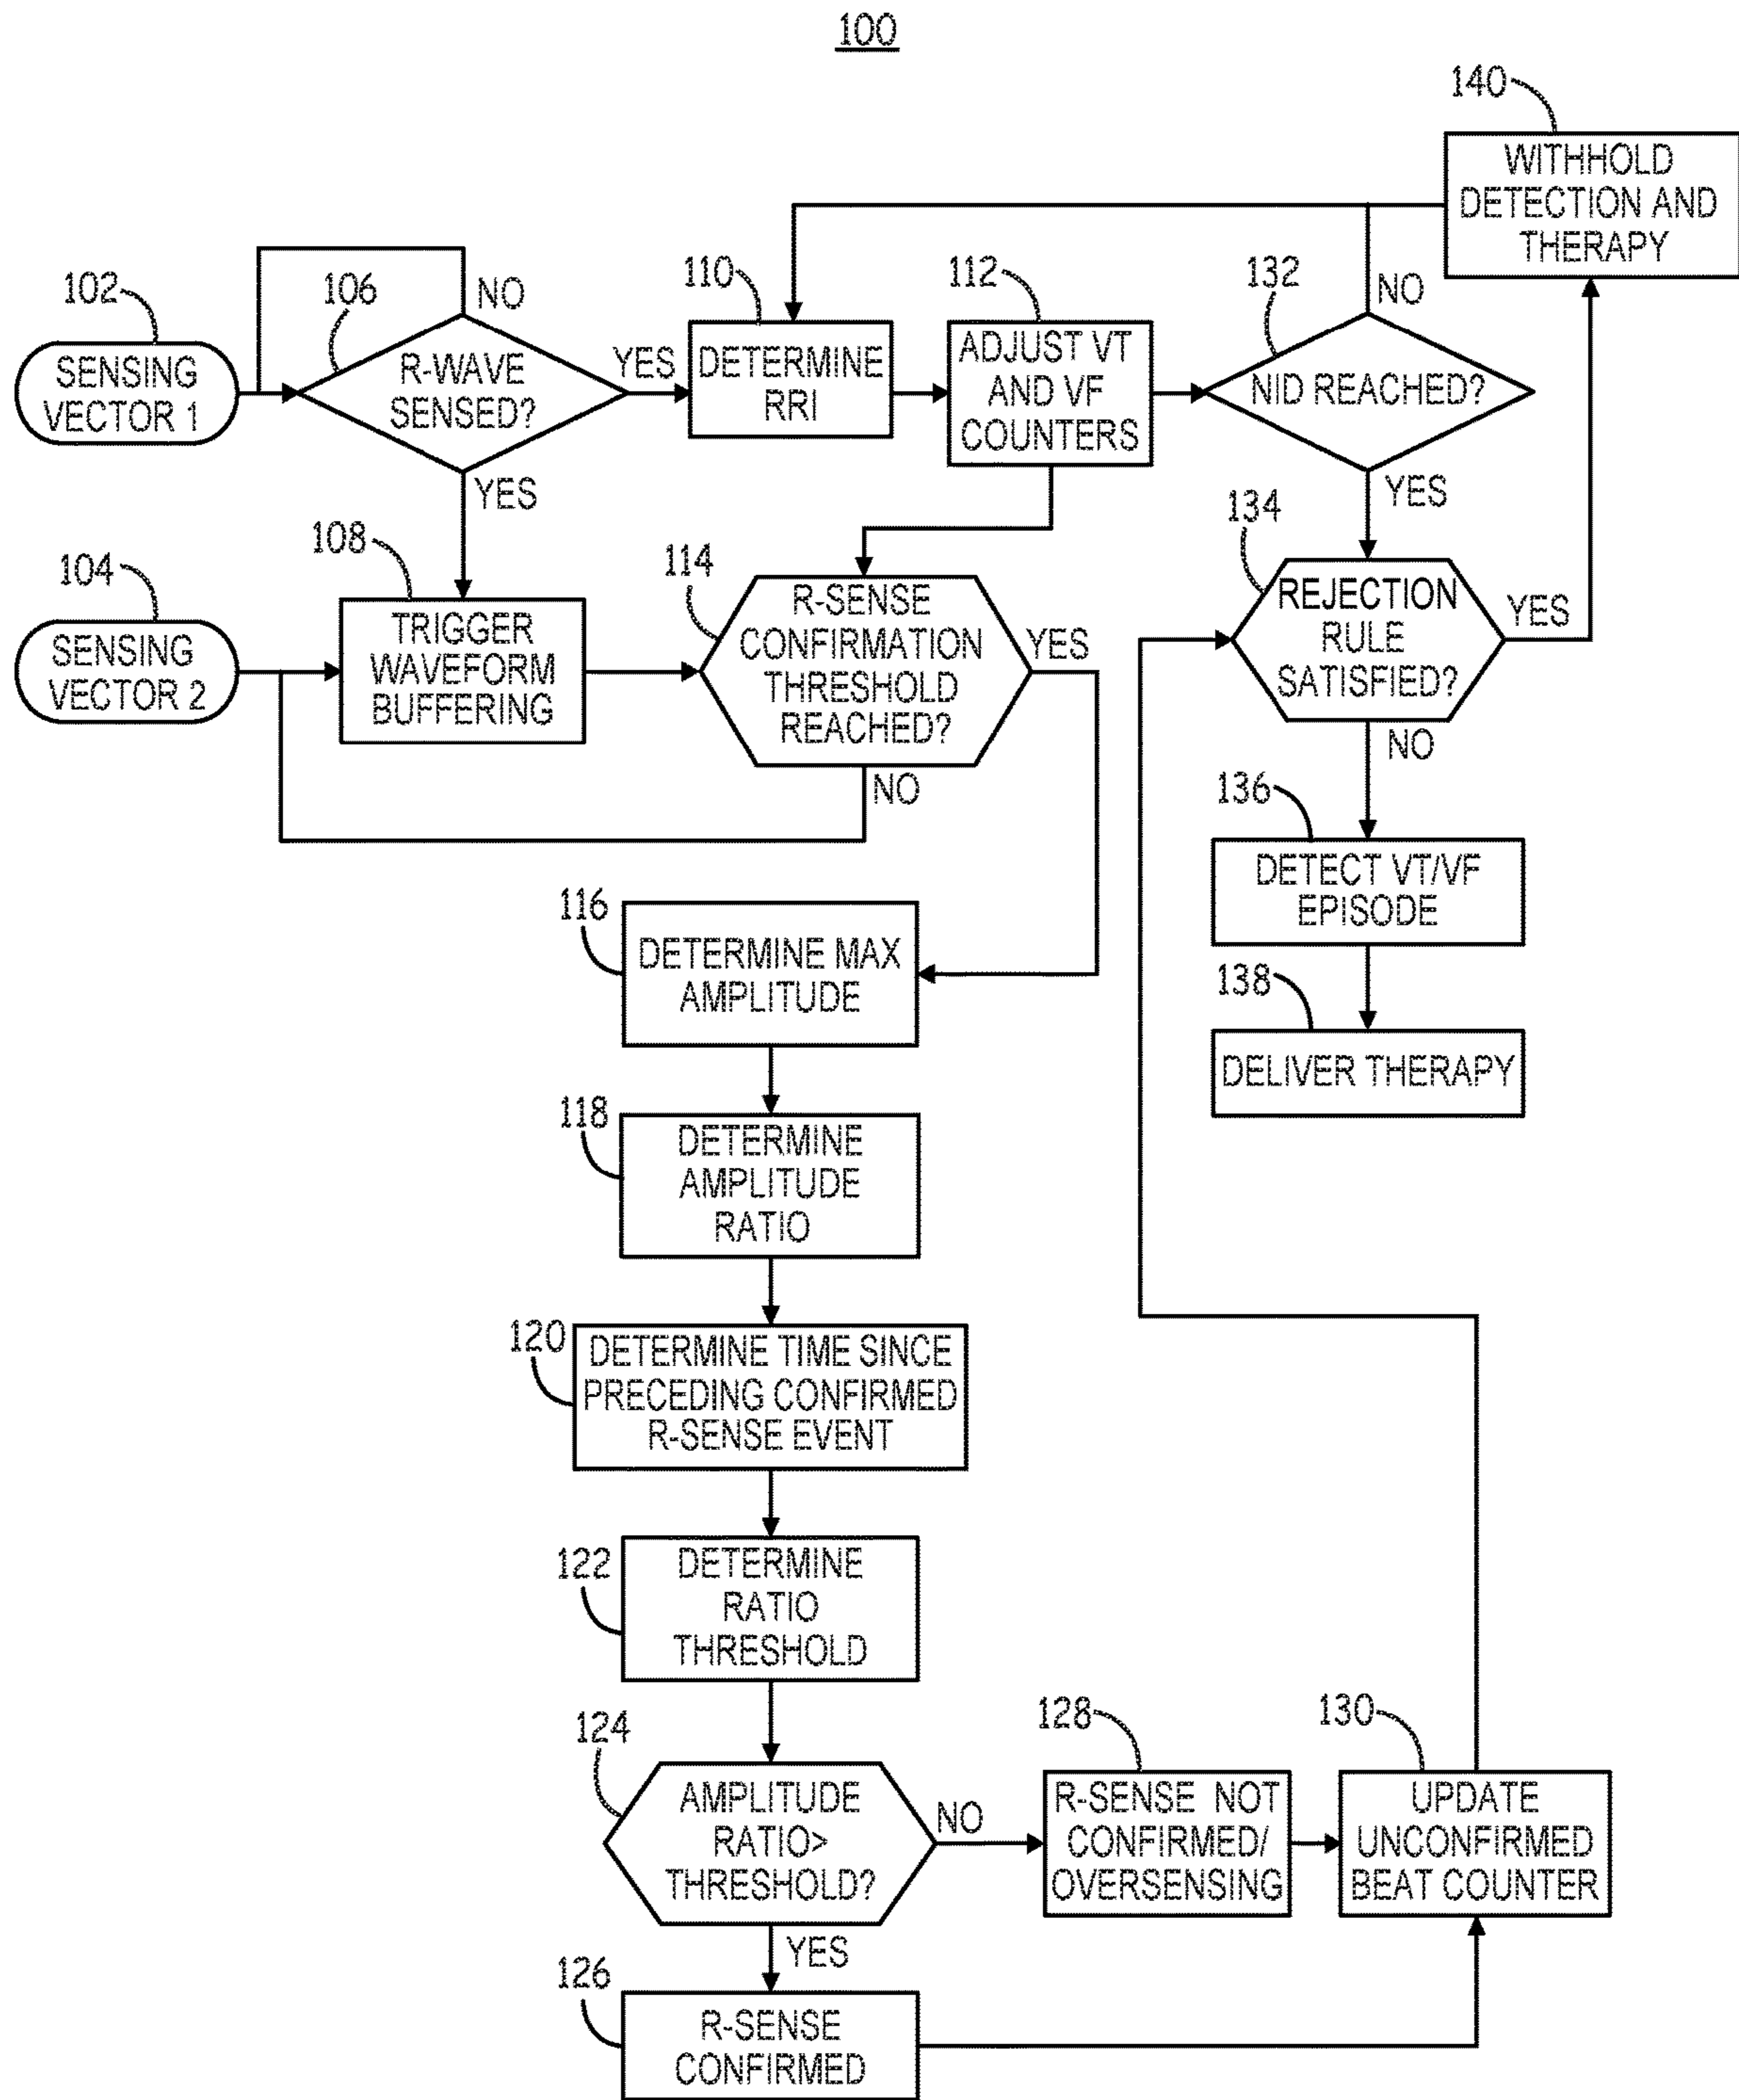 100
140
WITHHOLD
DETECTION AND
THERAPY
102
SENSING
VECTOR 1
106
NO
R-WAVE
SENSED?
YES
YES
110
DETERMINE
RRI
112
ADJUST VT
AND VF
COUNTERS
132
NO
NID REACHED?
YES
104
SENSING
VECTOR 2
108
TRIGGER
WAVEFORM
BUFFERING
114
R-SENSE
CONFIRMATION
THRESHOLD
REACHED?
YES
NO
134
REJECTION
RULE
SATISFIED?
YES
NO
136
DETECT VT/VF
EPISODE
138
DELIVER THERAPY
116
DETERMINE MAX
AMPLITUDE
118
DETERMINE
AMPLITUDE
RATIO
120
DETERMINE TIME SINCE
PRECEDING CONFIRMED
R-SENSE EVENT
122
DETERMINE
RATIO
THRESHOLD
124
AMPLITUDE
RATIO>
THRESHOLD?
NO
YES
128
R-SENSE NOT
CONFIRMED/
OVERSENSING
130
UPDATE
UNCONFIRMED
BEAT COUNTER
126
R-SENSE
CONFIRMED